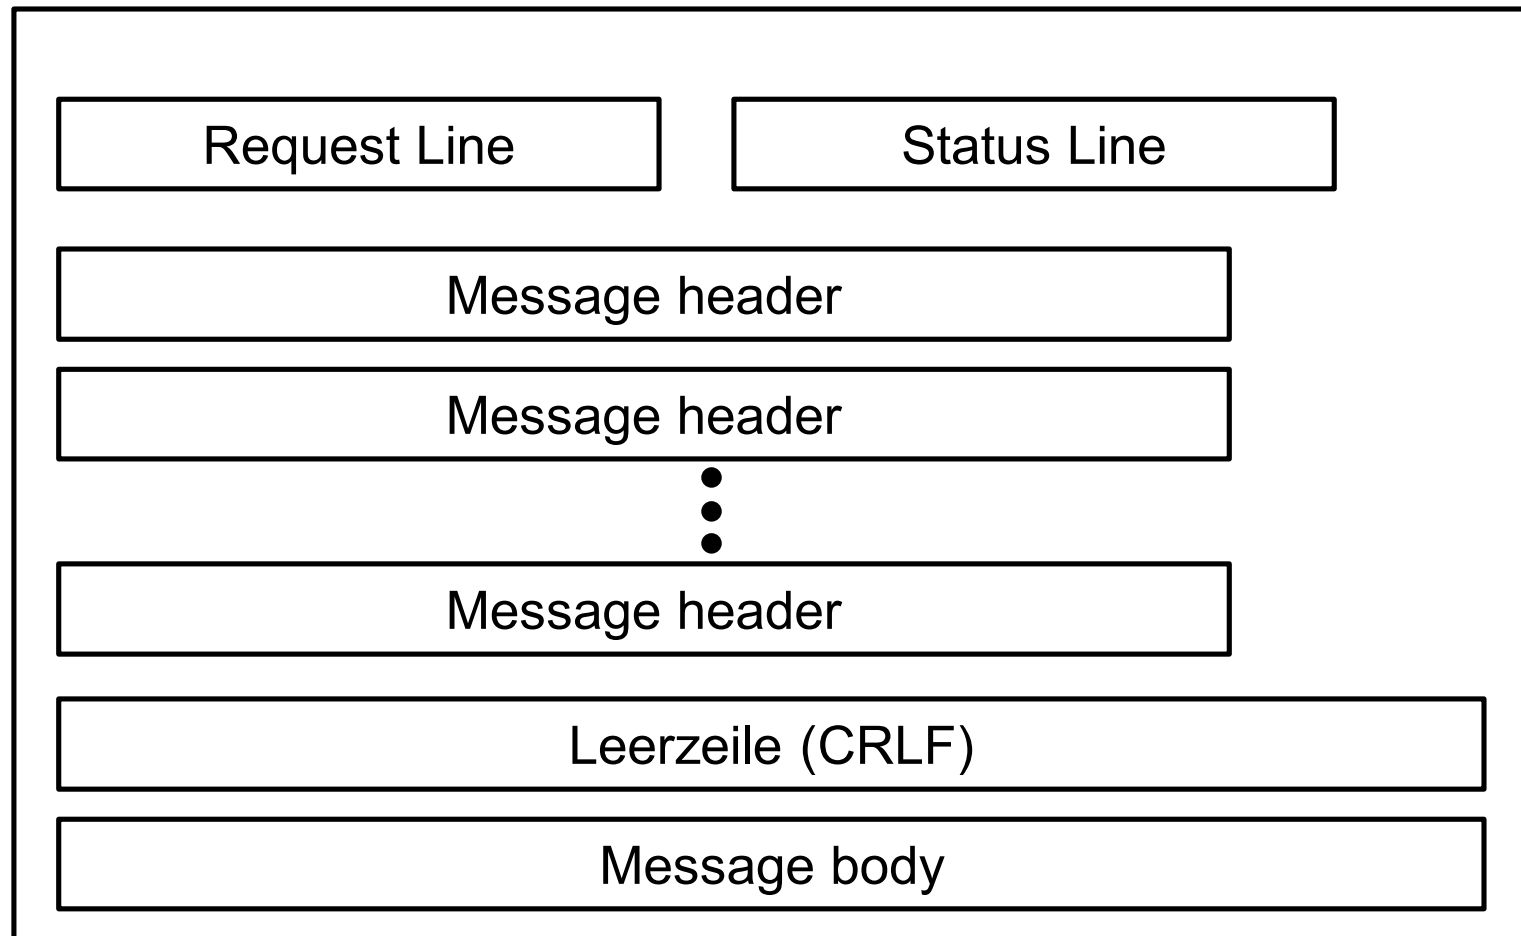 Request Line
Status Line
Message header
Message header
Message header
Leerzeile (CRLF)
Message body